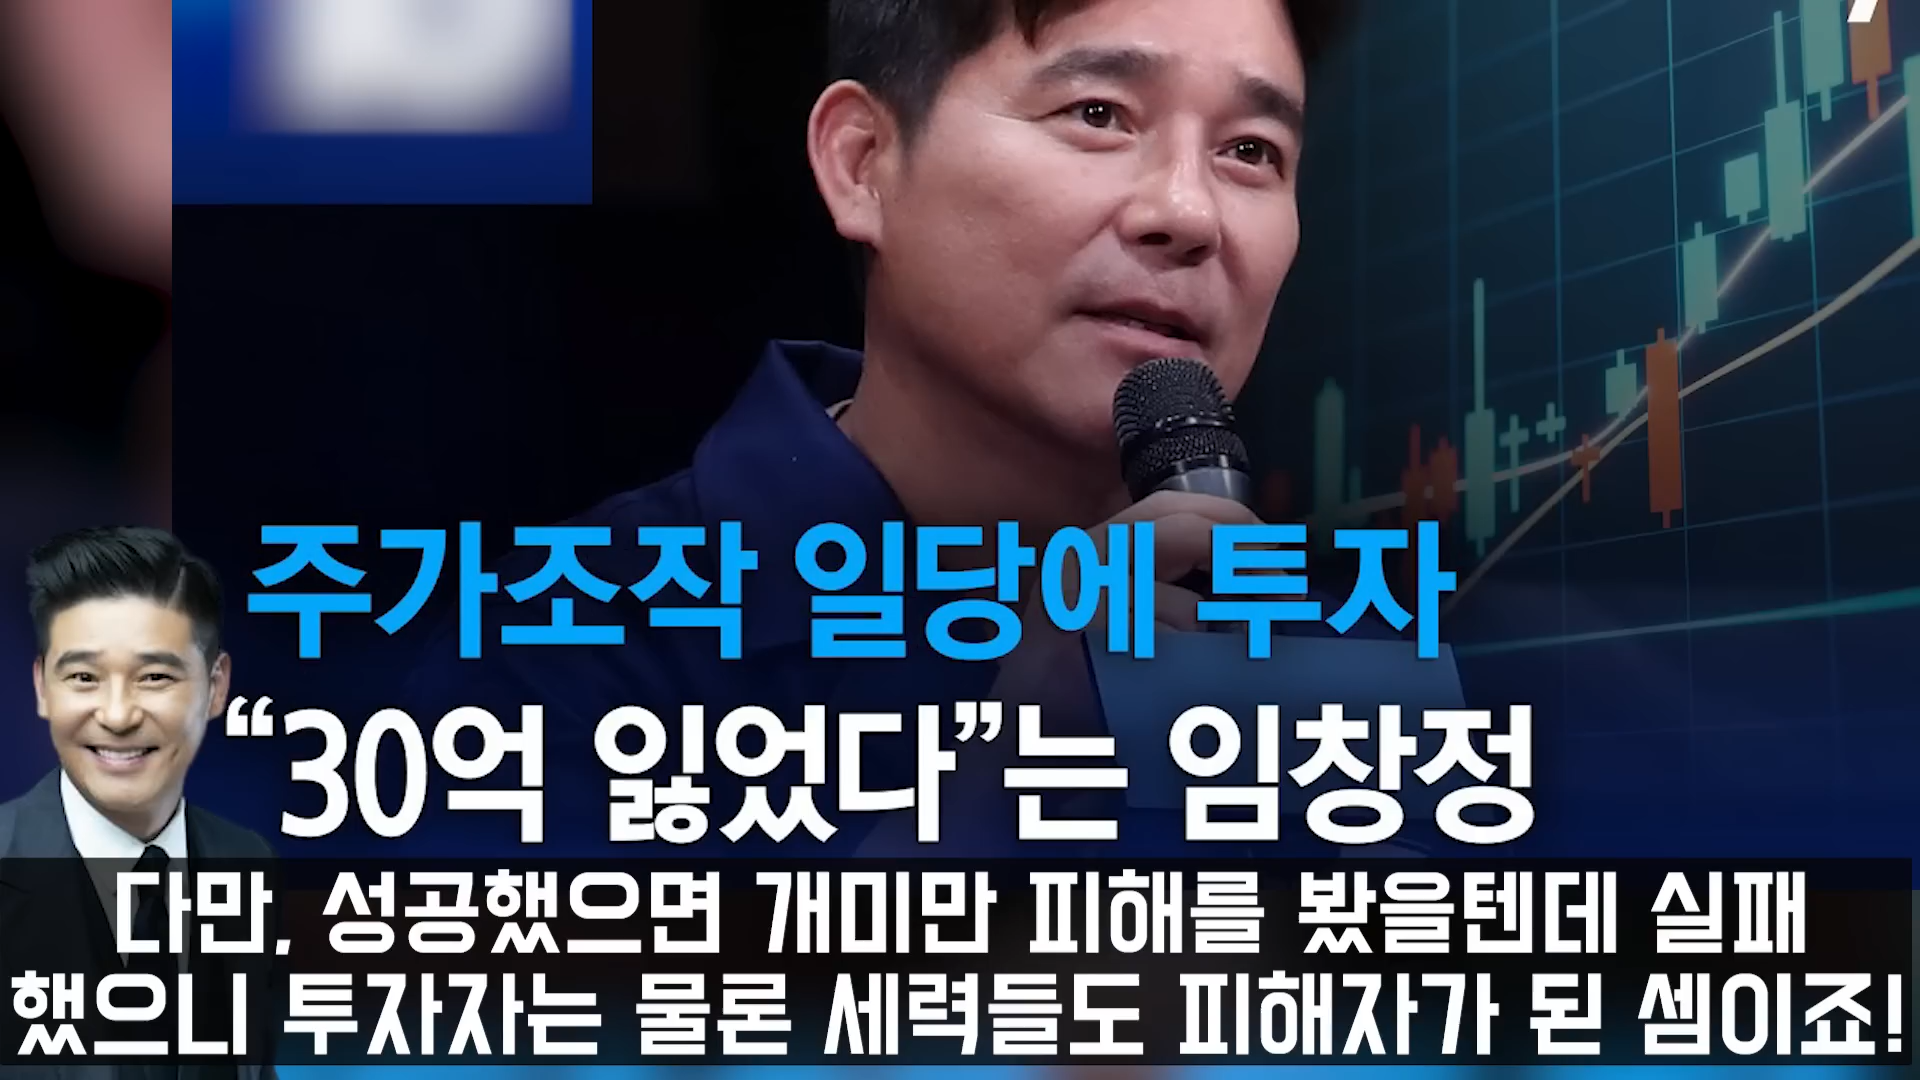 주가조작 일당에 투자
“30억 잃었다”는 임창정
다만, 성공했으면 개미만 피해를 봤을텐데 실패
했으니 투자자는 물론 세력들도 피해자가 된 셈이죠!